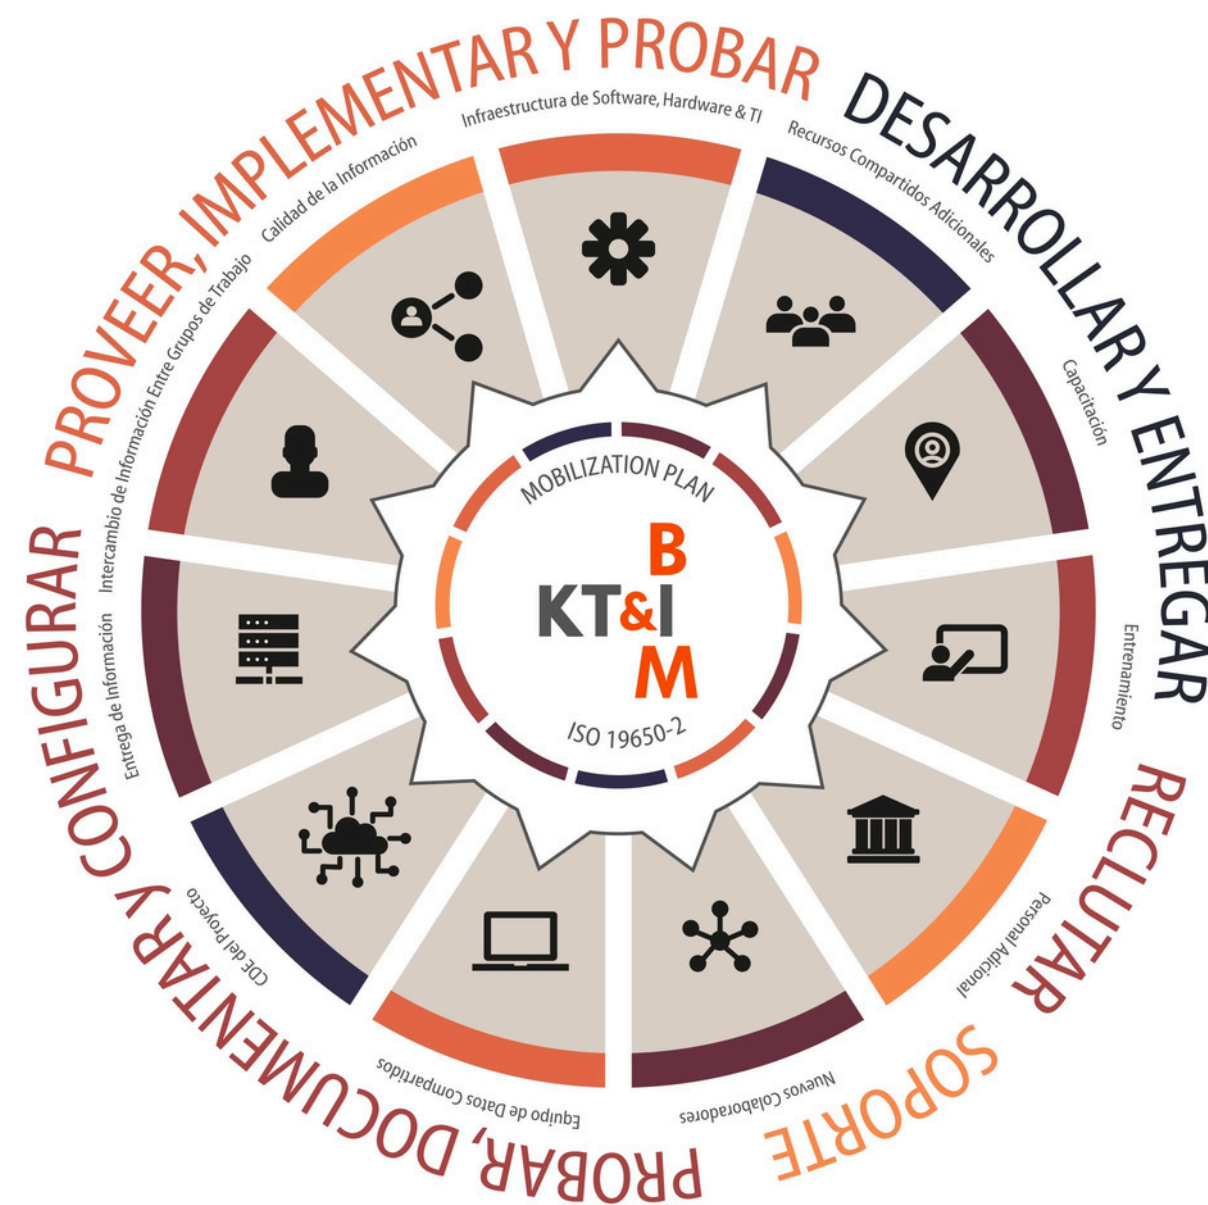 PROVEER, IMPLEMENTAR Y PROBAR
Infraestructura de Software, Hardware & TI
Calidad de la Información
Intercambio de Información Entre Grupos de Trabajo
DESARROLLAR Y ENTREGAR
Recursos Compartidos Adicionales
Capacitación
Entrenamiento
RECLUTAR
Personal Adicional
SOPORTE
Nuevos Colaboradores
PROBAR, DOCUMENTAR y CONFIGURAR
Equipo de Datos Compartidos
CDE del Proyecto
Entrega de Información
MOBILIZATION PLAN
B
KT&I
M
ISO 19650-2